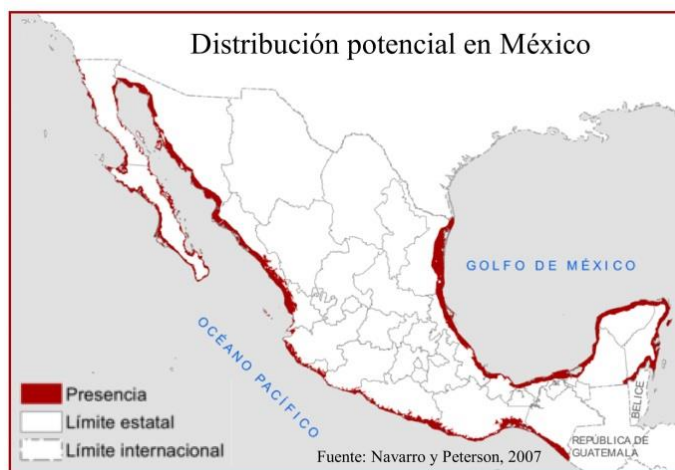 Distribución potencial en México
GOLFO DE MÉXICO
OCÉANO PACÍFICO
BELICE
REPÚBLICA DE
GUATEMALA
Presencia
Límite estatal
Límite internacional
Fuente: Navarro y Peterson, 2007